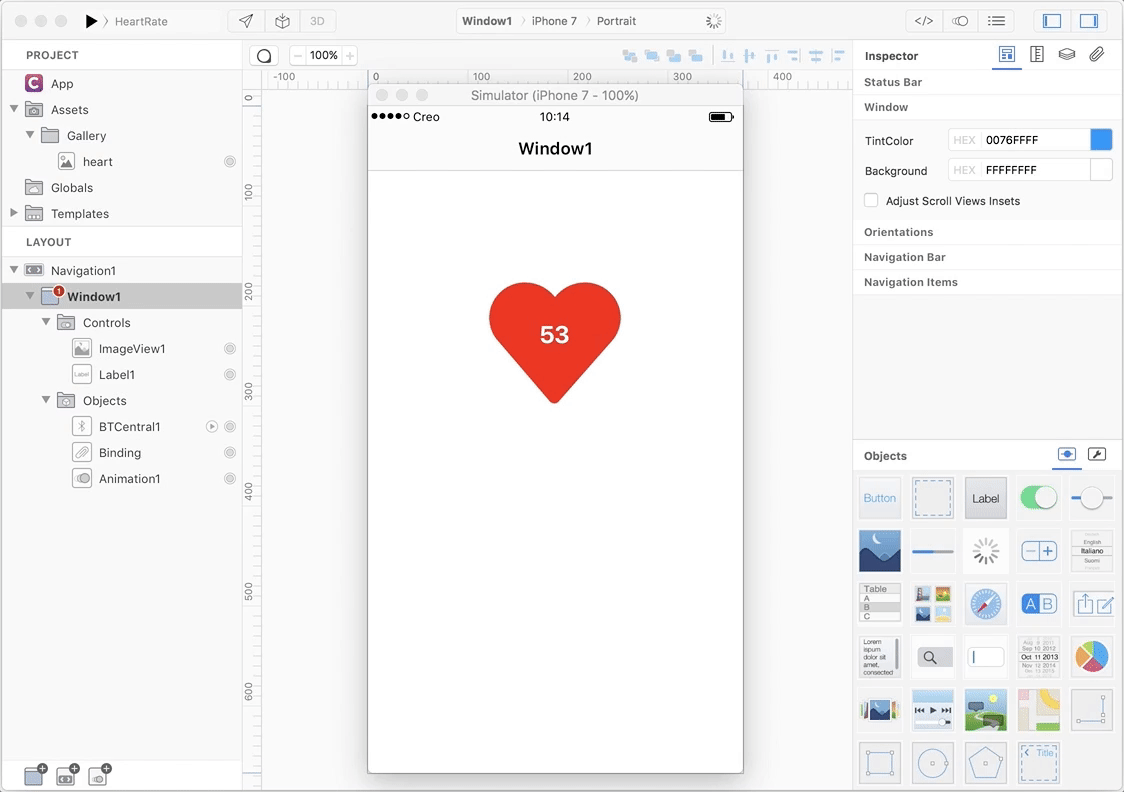 HeartRate
3D
Window1 iPhone 7 Portrait
</>
PROJECT
App
Assets
Gallery
heart
Globals
Templates
LAYOUT
Navigation1
1
Window1
Controls
ImageView1
Label
Label1
Objects
BTCentral1
Binding
Animation1
100%
-100 0 100 200 300 400
0
100
200
300
400
500
600
Simulator (iPhone 7 - 100%)
Creo 10:14
Window1
53
Inspector
Status Bar
Window
TintColor HEX 0076FFFF
Background HEX FFFFFFFF
Adjust Scroll Views Insets
Orientations
Navigation Bar
Navigation Items
Objects
Button
Label
English
Italiano
Suomi
Table
A
B
C
A B
Lorem
ipsum
dolor sit
amet,
consected
Sep 10 2012
Oct 11 2013
Nov 12 2014
Title